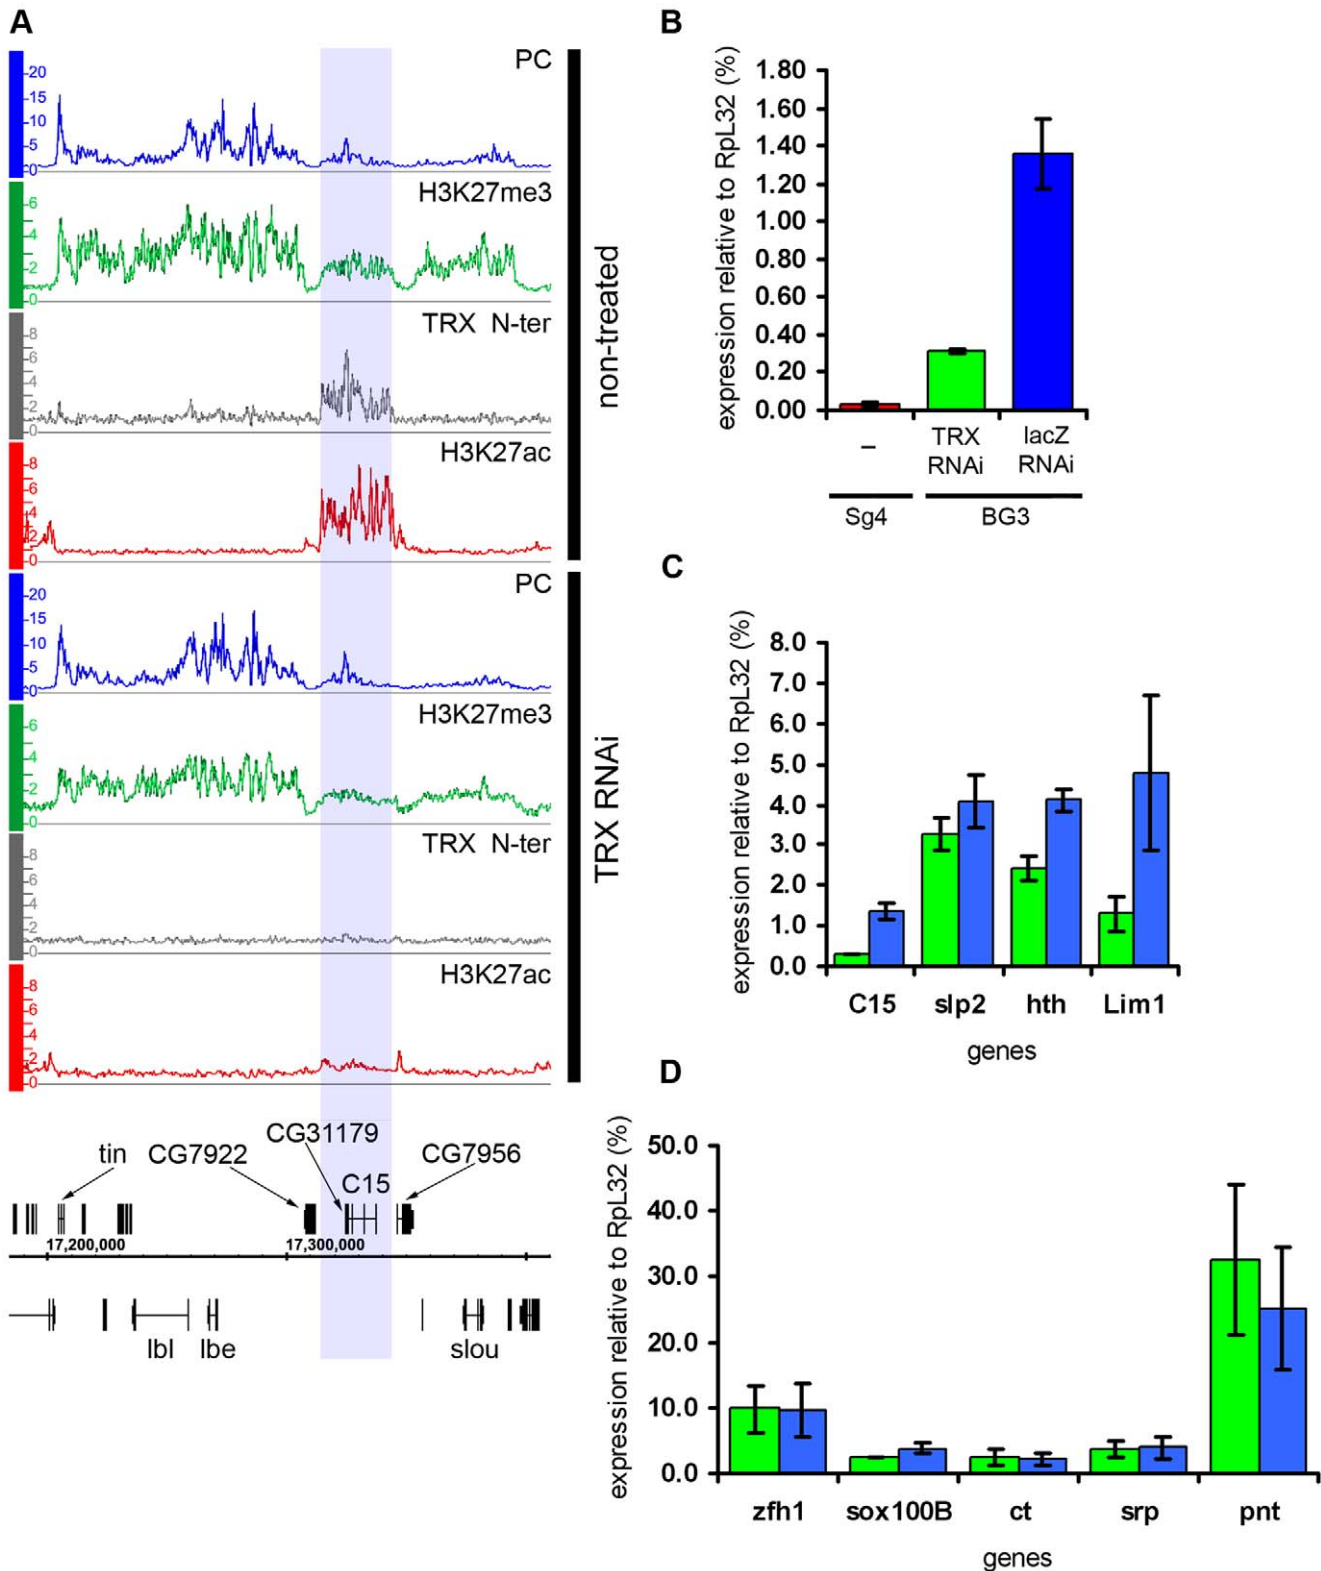 A
PC
20
15
10
5
0
H3K27me3
6
4
2
0
TRX N-ter
8
6
4
2
0
H3K27ac
8
6
4
2
0
non-treated
PC
20
15
10
5
0
H3K27me3
6
4
2
0
TRX N-ter
8
6
4
2
0
H3K27ac
8
6
4
2
0
TRX RNAi
CG31179
tin CG7922 CG7956
C15
17,200,000 17,300,000
lbl lbe slou
B
expression relative to RpL32 (%)
1.80
1.60
1.40
1.20
1.00
0.80
0.60
0.40
0.20
0.00
– TRX RNAi lacZ RNAi
Sg4 BG3
C
expression relative to RpL32 (%)
8.0
7.0
6.0
5.0
4.0
3.0
2.0
1.0
0.0
C15 slp2 hth Lim1
genes
D
expression relative to RpL32 (%)
50.0
40.0
30.0
20.0
10.0
0.0
zfh1 sox100B ct srp pnt
genes